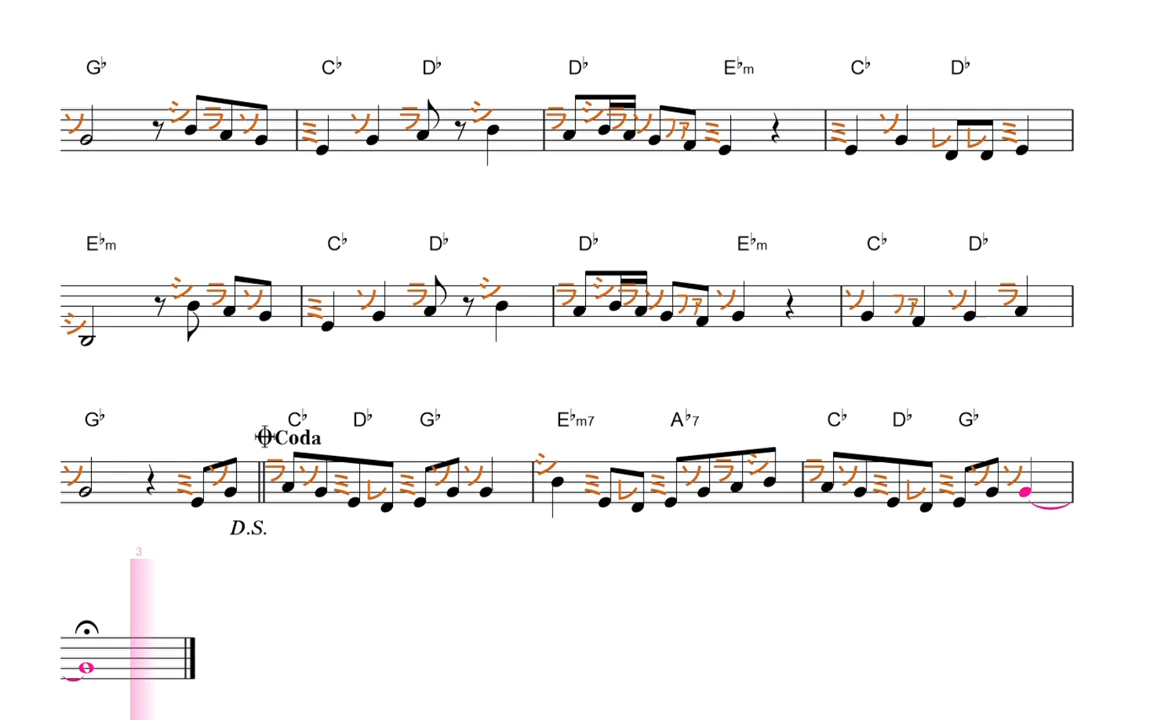 G♭ C♭ D♭ D♭ E♭m C♭ D♭
ソ シ ラ ソ ミ ソ ラ シ ラ シ ラ ソ ファ ミ ミ ソ レ レ ミ
E♭m C♭ D♭ D♭ E♭m C♭ D♭
シ シ ラ ソ ミ ソ ラ シ ラ シ ラ ソ ファ ソ ソ ファ ソ ラ
G♭ C♭ D♭ G♭ E♭m7 A♭7 C♭ D♭ G♭
Coda
ソ ミ ソ ラ ソ ミ レ ミ ソ ソ シ ミ レ ミ ソ ラ シ ラ ソ ミ レ ミ ソ ソ
D.S.
3